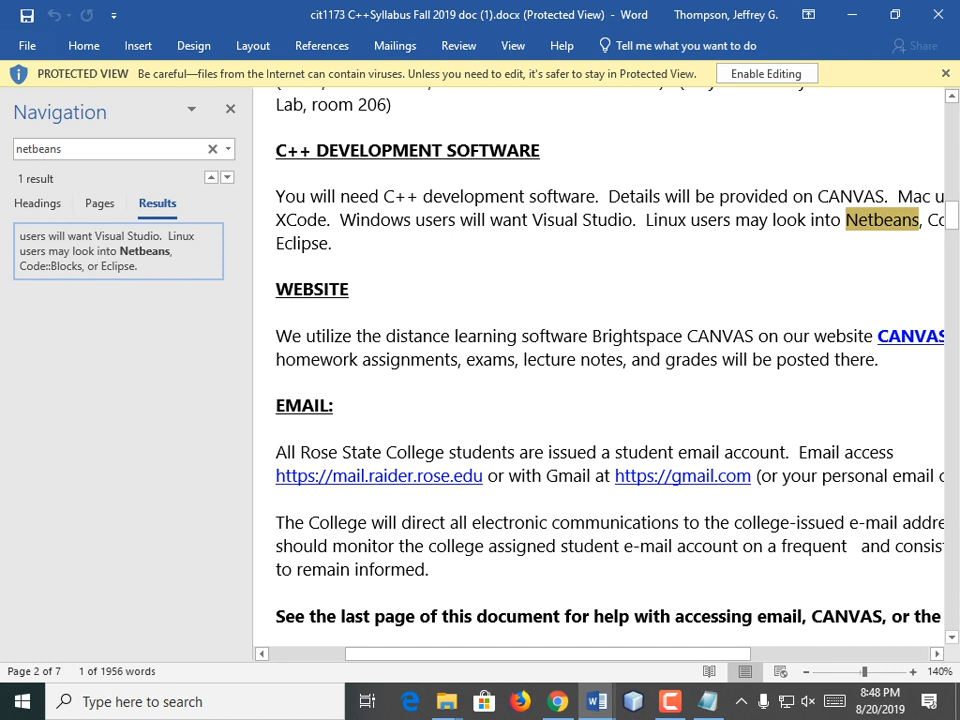 cit1173 C++Syllabus Fall 2019 doc (1).docx (Protected View) - Word
Thompson, Jeffrey G.
File Home Insert Design Layout References Mailings Review View Help Tell me what you want to do Share
PROTECTED VIEW Be careful—files from the Internet can contain viruses. Unless you need to edit, it's safer to stay in Protected View. Enable Editing
Navigation
netbeans
1 result
Headings Pages Results
users will want Visual Studio. Linux
users may look into Netbeans,
Code::Blocks, or Eclipse.
Lab, room 206)
C++ DEVELOPMENT SOFTWARE
You will need C++ development software. Details will be provided on CANVAS. Mac u
XCode. Windows users will want Visual Studio. Linux users may look into Netbeans, Co
Eclipse.
WEBSITE
We utilize the distance learning software Brightspace CANVAS on our website CANVAS
homework assignments, exams, lecture notes, and grades will be posted there.
EMAIL:
All Rose State College students are issued a student email account. Email access
https://mail.raider.rose.edu or with Gmail at https://gmail.com (or your personal email c
The College will direct all electronic communications to the college-issued e-mail addre
should monitor the college assigned student e-mail account on a frequent and consist
to remain informed.
See the last page of this document for help with accessing email, CANVAS, or the
Page 2 of 7 1 of 1956 words
140%
Type here to search
8:48 PM
8/20/2019